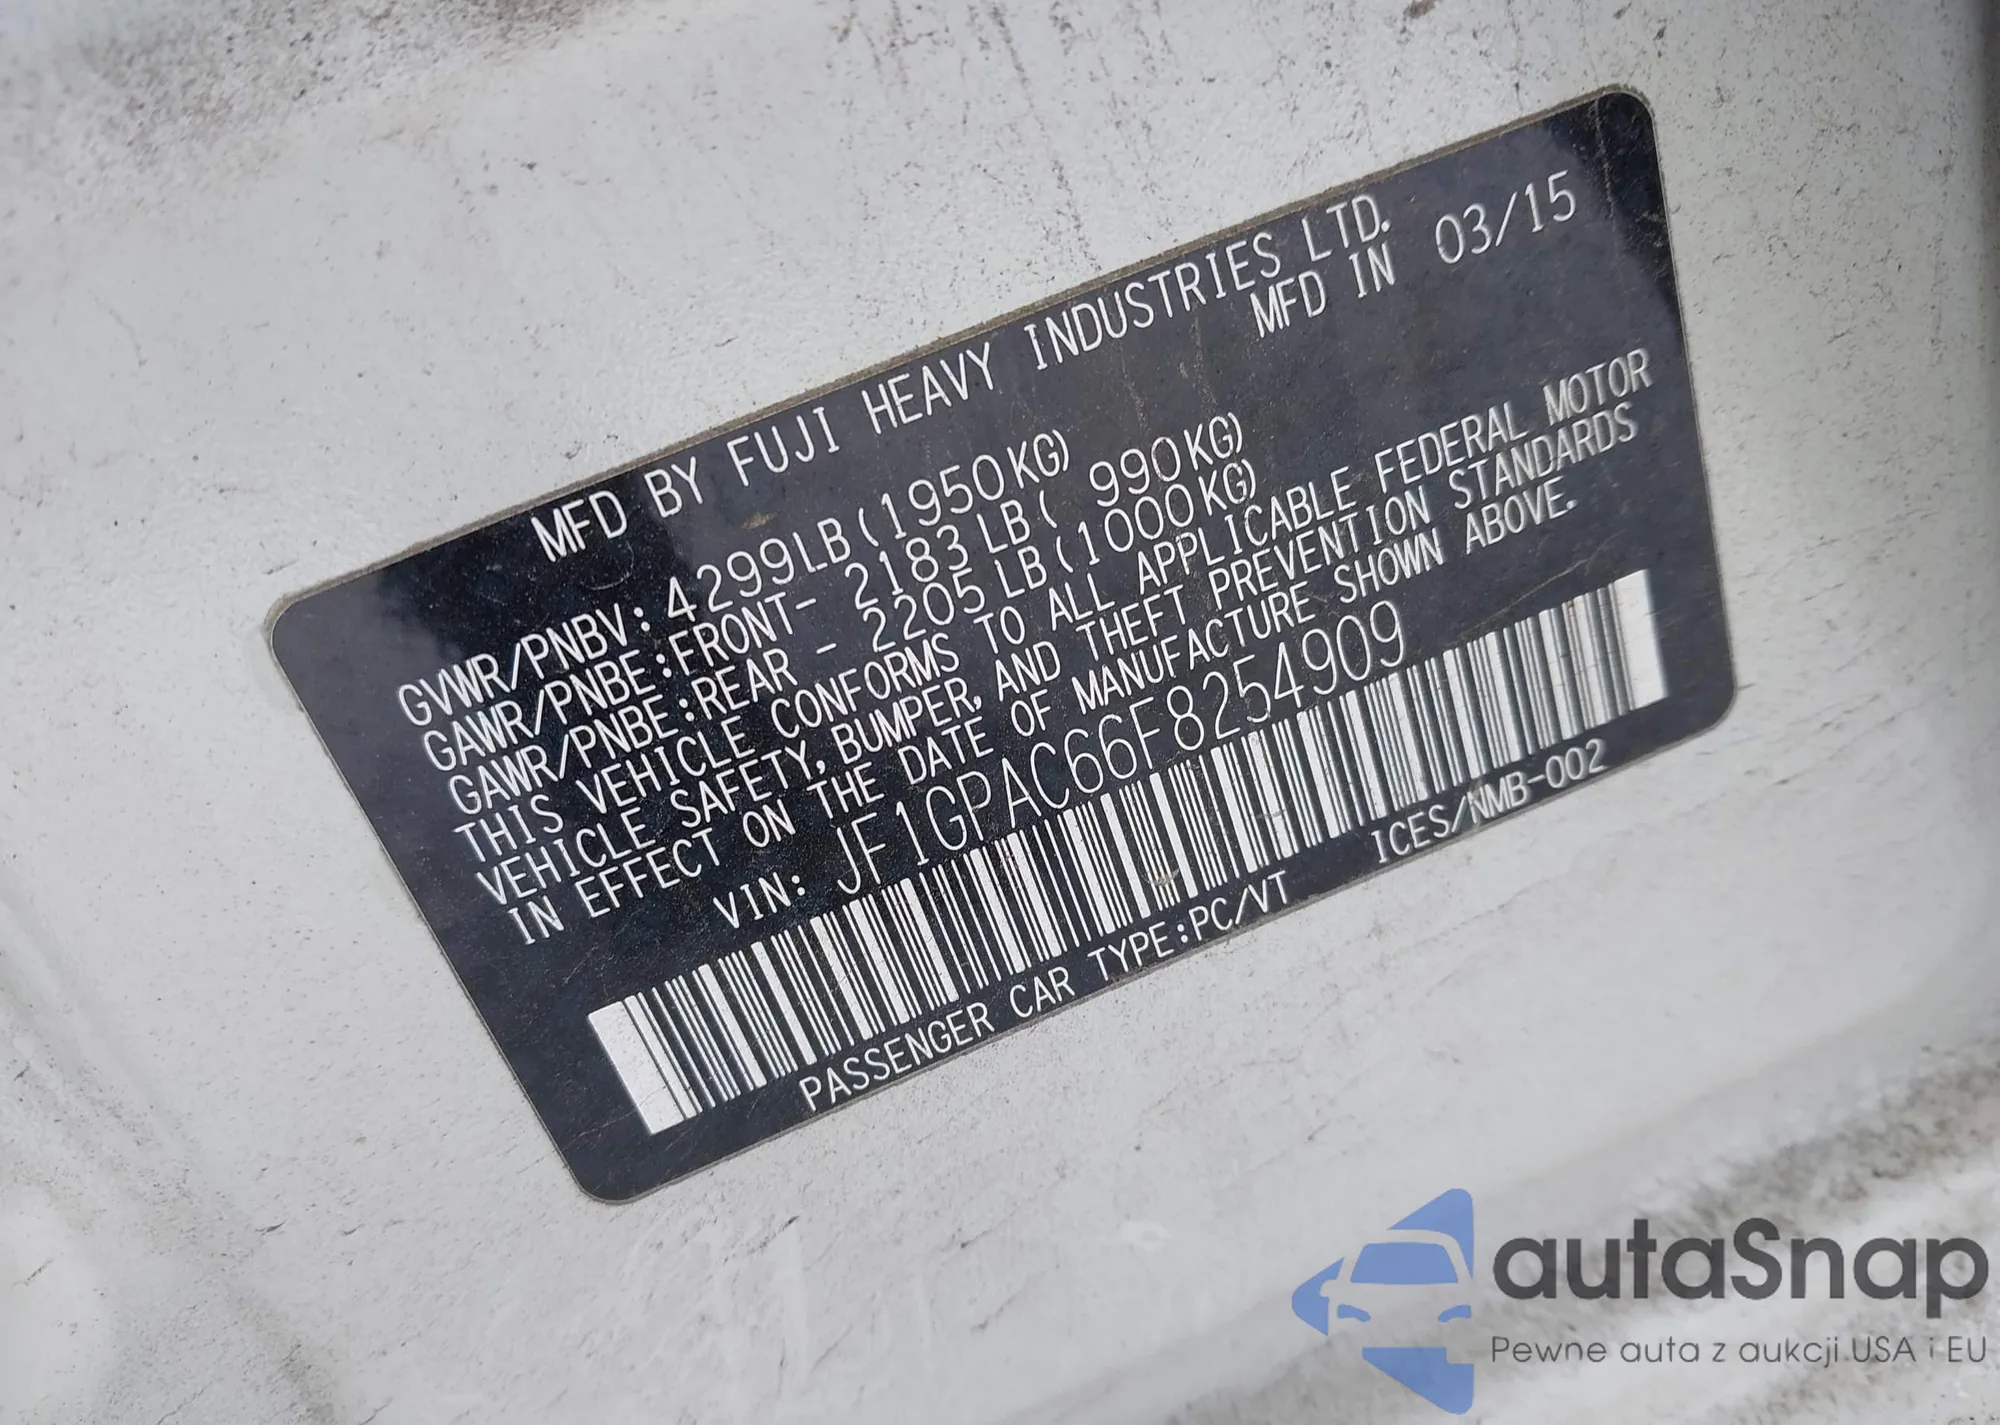 MFD BY FUJI HEAVY INDUSTRIES LTD.
MFD IN 03/15
GVWR/PNBV: 4299LB(1950KG)
GAWR/PNBE:FRONT- 2183LB( 990KG)
GAWR/PNBE:REAR - 2205LB(1000KG)
THIS VEHICLE CONFORMS TO ALL APPLICABLE FEDERAL MOTOR
VEHICLE SAFETY, BUMPER, AND THEFT PREVENTION STANDARDS
IN EFFECT ON THE DATE OF MANUFACTURE SHOWN ABOVE.
VIN: JF1GPAC66F8254909
PASSENGER CAR TYPE:PC/VT ICES/NMB-002
autaSnap
Pewne auta z aukcji USA i EU